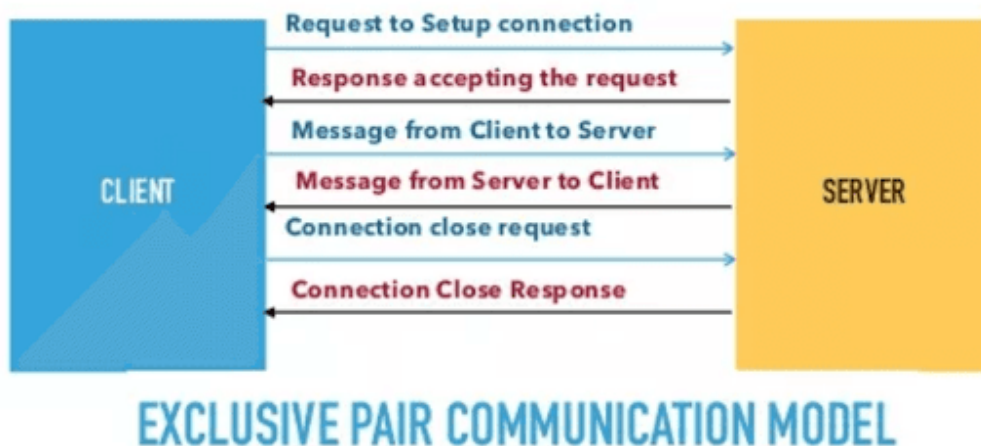 Request to Setup connection
Response accepting the request
Message from Client to Server
CLIENT
Message from Server to Client
SERVER
Connection close request
Connection Close Response
EXCLUSIVE PAIR COMMUNICATION MODEL